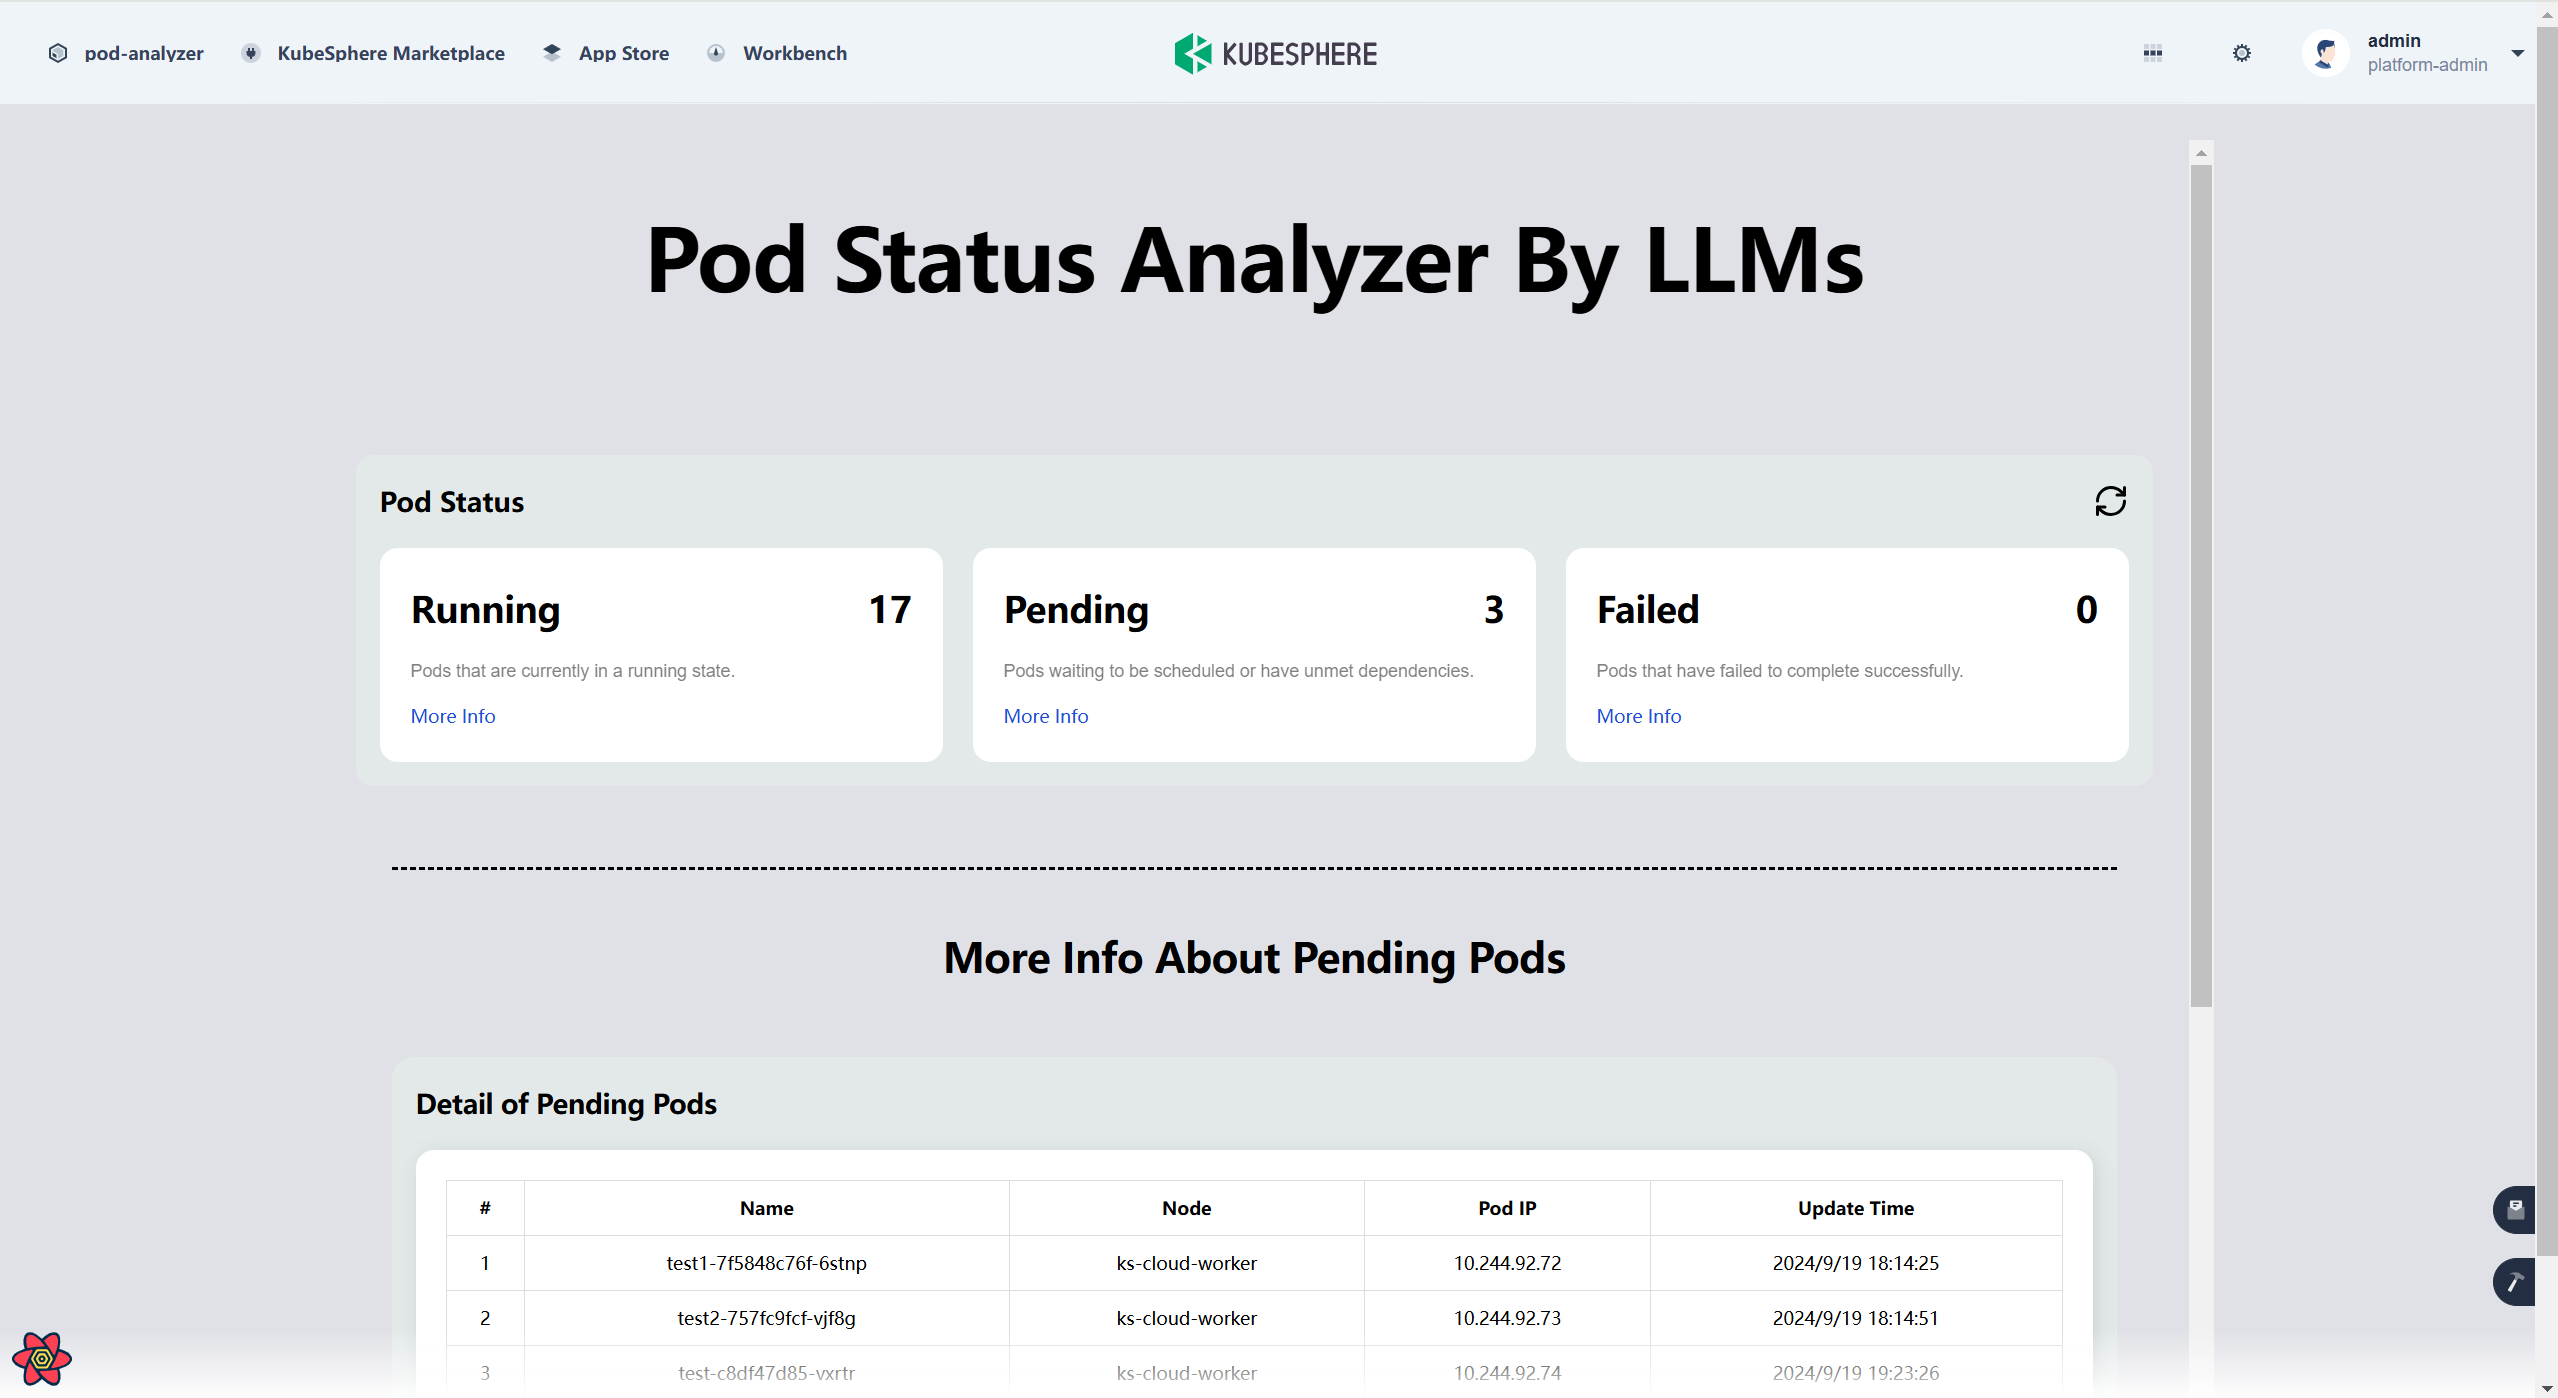 pod-analyzer KubeSphere Marketplace App Store Workbench KUBESPHERE admin
platform-admin
Pod Status Analyzer By LLMs
Pod Status
Running 17 Pending 3 Failed 0
Pods that are currently in a running state. Pods waiting to be scheduled or have unmet dependencies. Pods that have failed to complete successfully.
More Info More Info More Info
More Info About Pending Pods
Detail of Pending Pods
# Name Node Pod IP Update Time
1 test1-7f5848c76f-6stnp ks-cloud-worker 10.244.92.72 2024/9/19 18:14:25
2 test2-757fc9fcf-vjf8g ks-cloud-worker 10.244.92.73 2024/9/19 18:14:51
3 test-c8df47d85-vxrtr ks-cloud-worker 10.244.92.74 2024/9/19 19:23:26